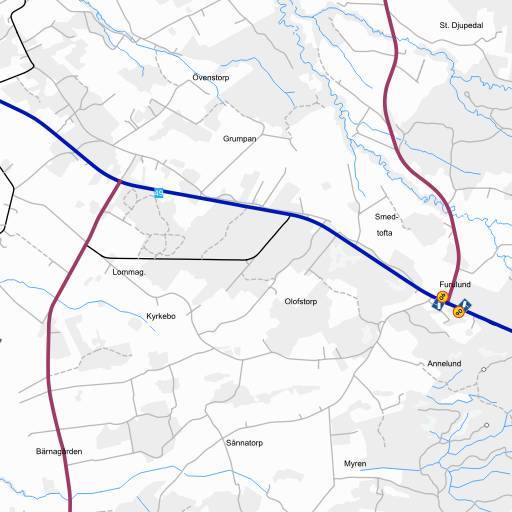 St. Djupedal
Övenstorp
Grumpan
Smed-
tofta
Lommag.
Furulund
Olofstorp
Kyrkebo
Annelund
Sånnatorp
Bärnagården
Myren